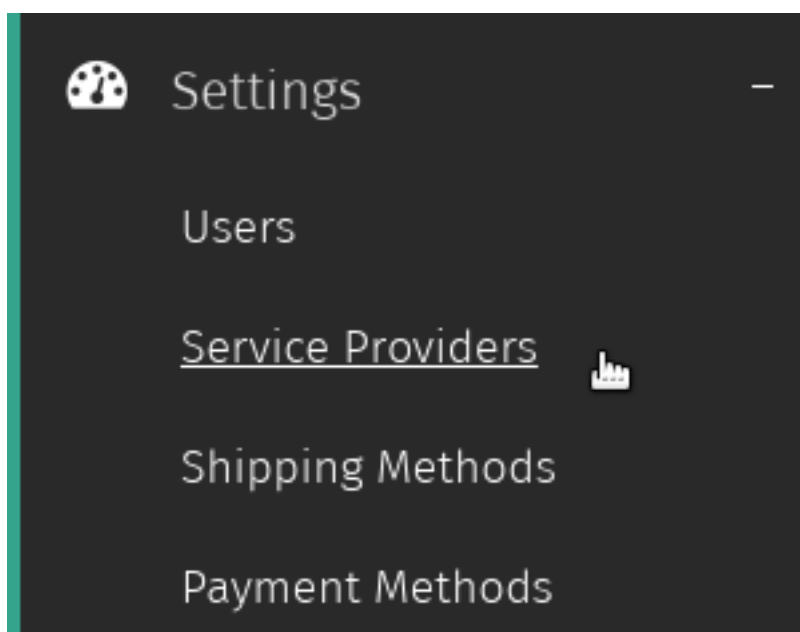 Settings
Users
Service Providers
Shipping Methods
Payment Methods